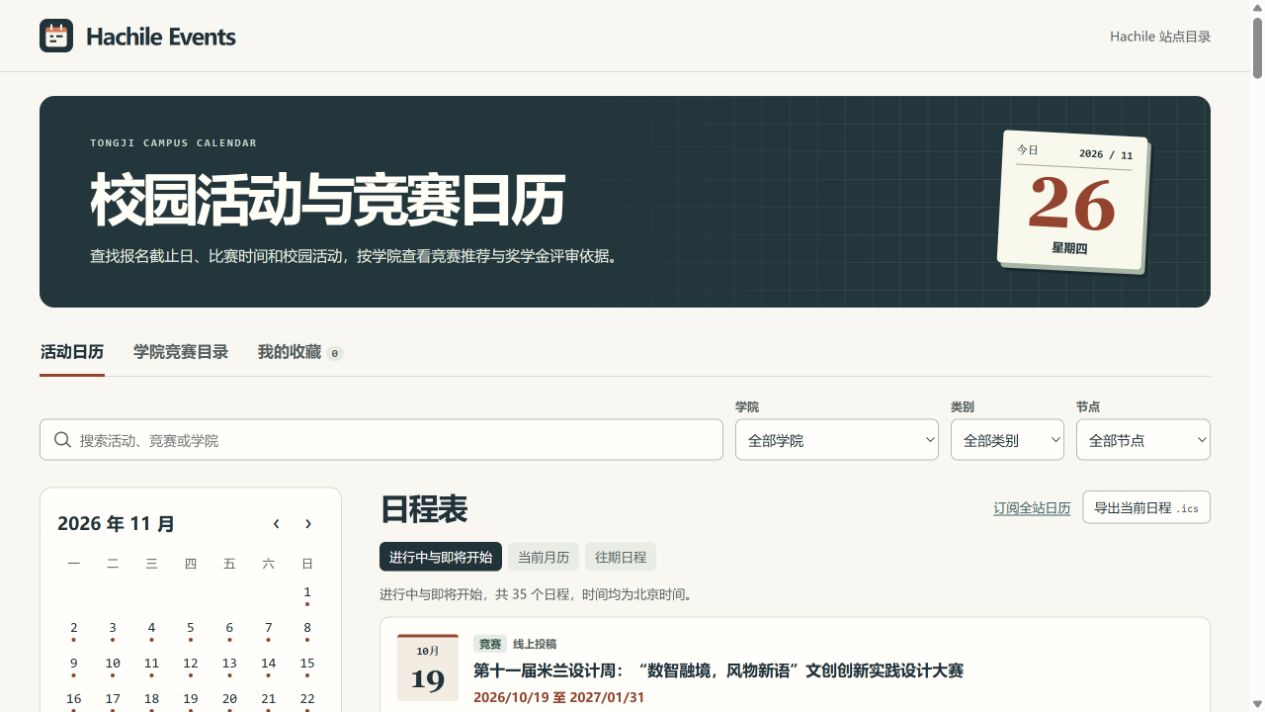 Hachile Events
Hachile 站点目录
TONGJI CAMPUS CALENDAR
校园活动与竞赛日历
查找报名截止日、比赛时间和校园活动，按学院查看竞赛推荐与奖学金评审依据。
今日 2026 / 11
26
星期四
活动日历 学院竞赛目录 我的收藏 0
学院 类别 节点
搜索活动、竞赛或学院 全部学院 全部类别 全部节点
2026 年 11 月 ‹ ›
一 二 三 四 五 六 日
1
2 3 4 5 6 7 8
9 10 11 12 13 14 15
16 17 18 19 20 21 22
日程表
订阅全站日历 导出当前日程 .ics
进行中与即将开始 当前月历 往期日程
进行中与即将开始，共 35 个日程，时间均为北京时间。
10月
19
竞赛 线上投稿
第十一届米兰设计周：“数智融境，风物新语”文创创新实践设计大赛
2026/10/19 至 2027/01/31